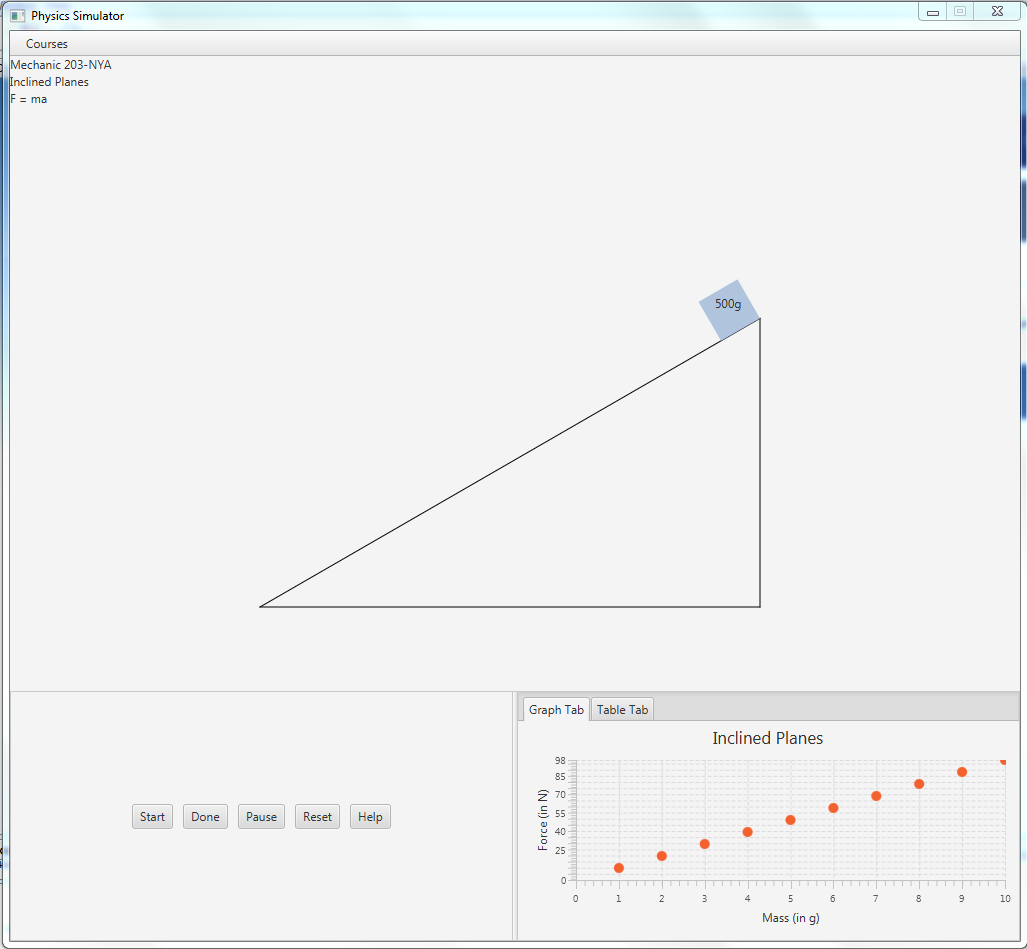 Physics Simulator
Courses
Mechanic 203-NYA
Inclined Planes
F = ma
500g
Start Done Pause Reset Help
Graph Tab Table Tab
Inclined Planes
Force (in N)
98
85
70
55
40
25
0
0 1 2 3 4 5 6 7 8 9 10
Mass (in g)